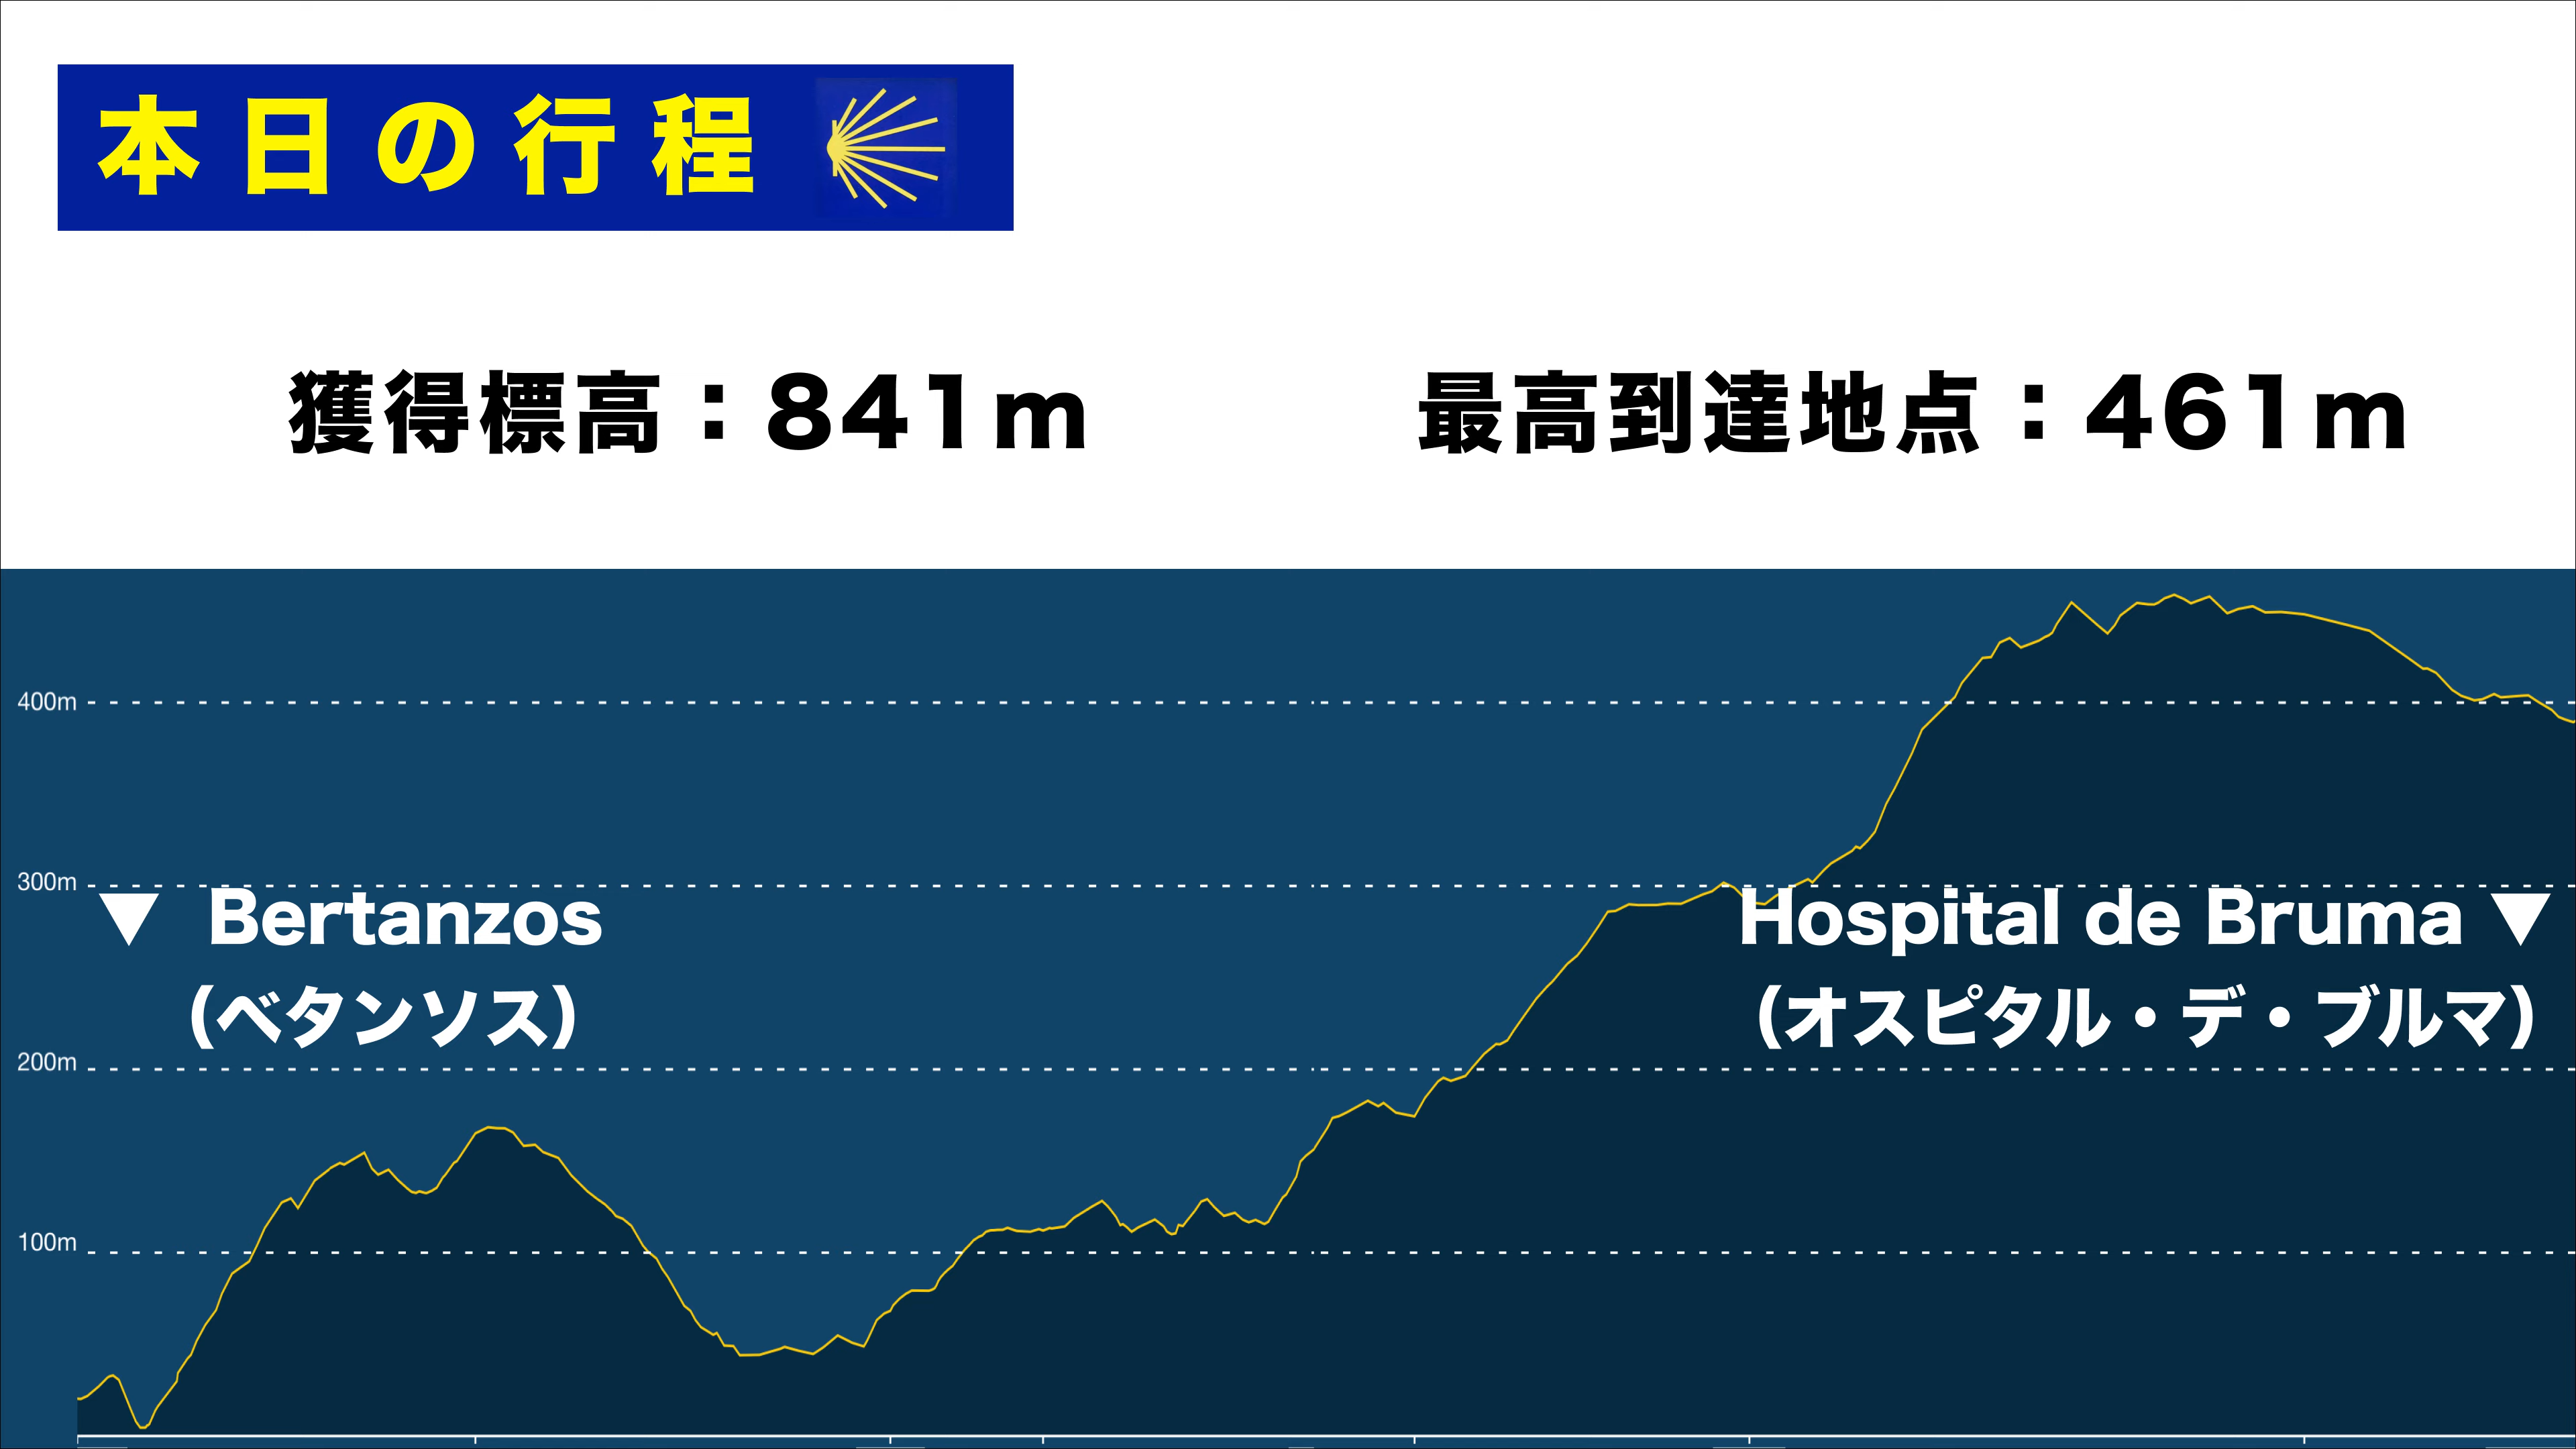 本日の行程
獲得標高：841m
最高到達地点：461m
400m
300m
▼ Bertanzos
Hospital de Bruma ▼
（ベタンソス）
（オスピタル・デ・ブルマ）
200m
100m